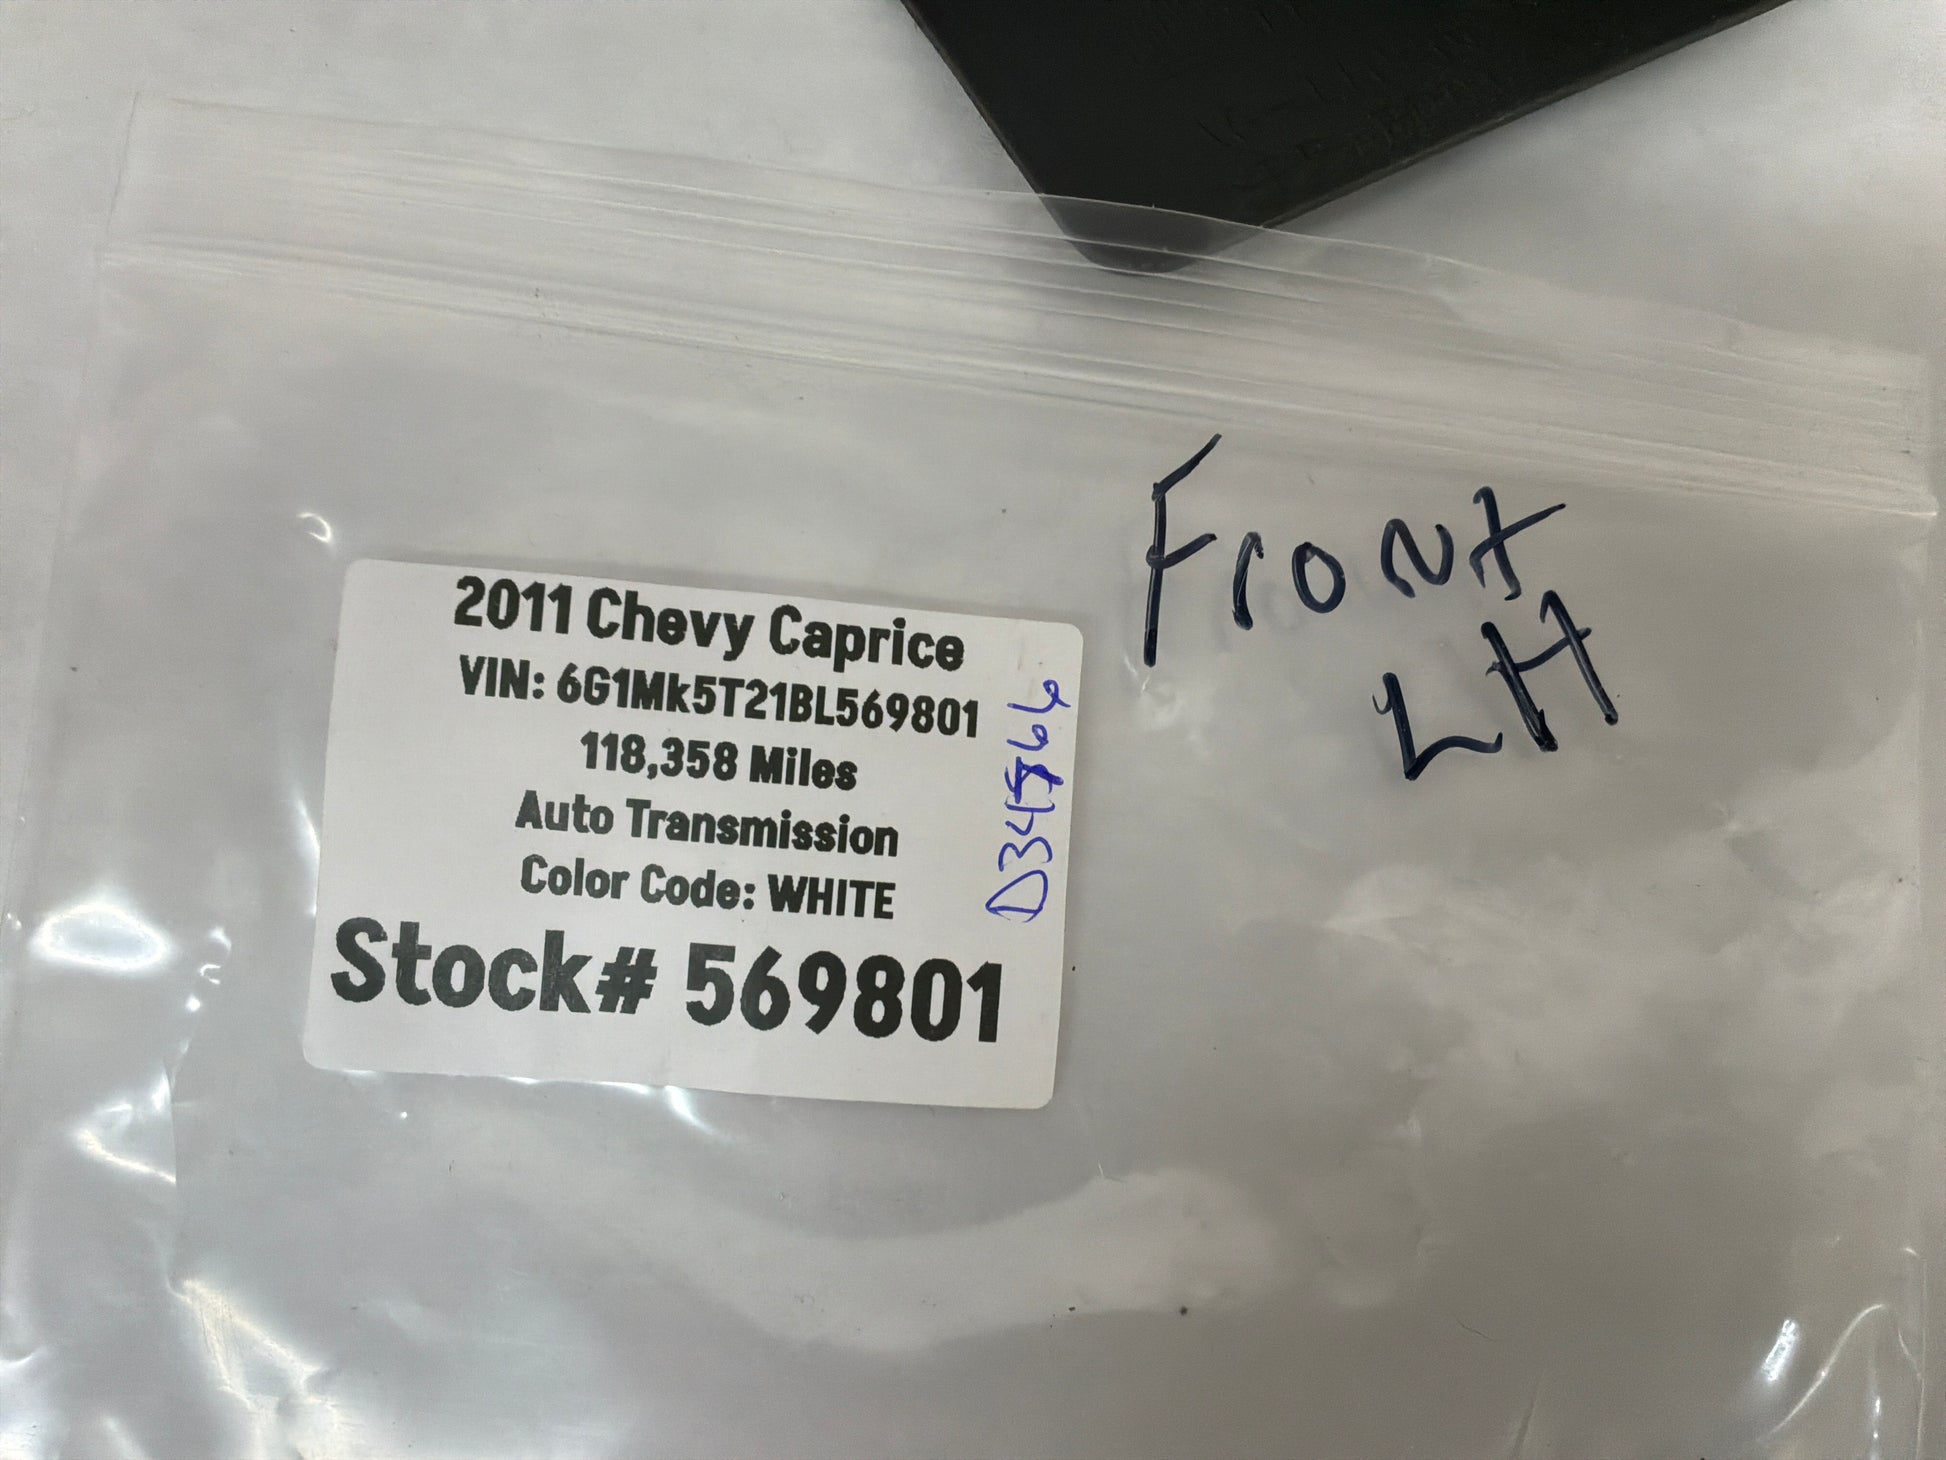 2011 Chevy Caprice
VIN: 6G1Mk5T21BL569801
118,358 Miles
Auto Transmission
Color Code: WHITE
Stock# 569801
Front
LH